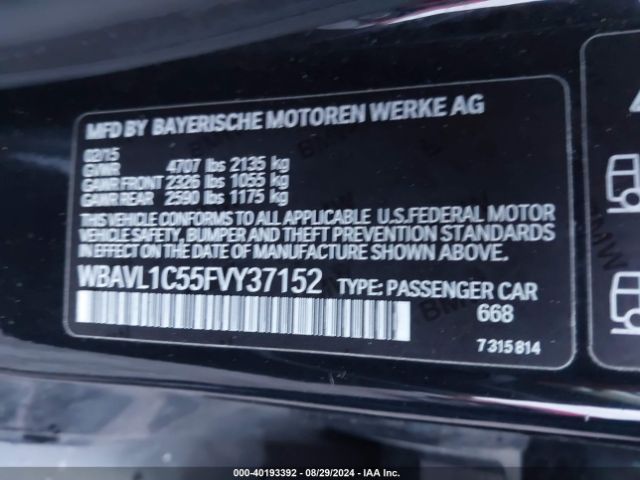 MFD BY BAYERISCHE MOTOREN WERKE AG
02/15
GVWR 4707 lbs 2135 kg
GAWR FRONT 2326 lbs 1055 kg
GAWR REAR 2590 lbs 1175 kg
THIS VEHICLE CONFORMS TO ALL APPLICABLE U.S.FEDERAL MOTOR
VEHICLE SAFETY, BUMPER AND THEFT PREVENTION STANDARDS
IN EFFECT ON THE DATE OF MANUFACTURE SHOWN ABOVE.
WBAVL1C55FVY37152 TYPE: PASSENGER CAR
668
7 315 814
000-40193392 - 08/29/2024 - IAA Inc.